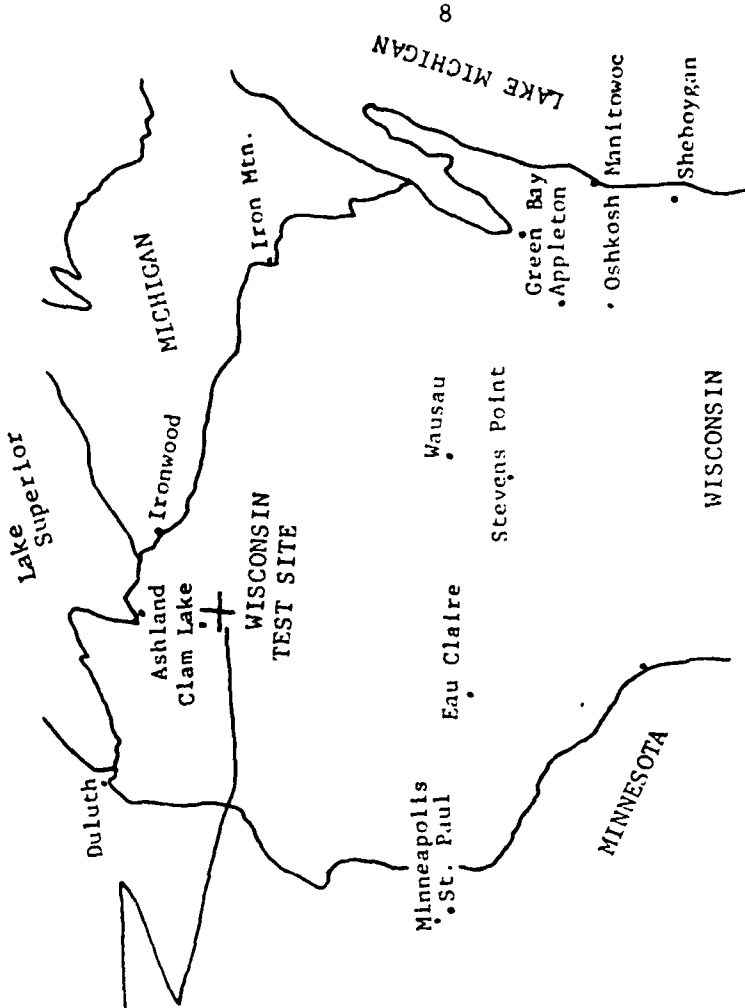 8
Lake
Superior
MICHIGAN
LAKE MICHIGAN
Duluth
Ashland
Clam Lake
Ironwood
Iron Mtn.
WISCONSIN
TEST SITE
Minneapolis
St. Paul
Eau Claire
Wausau
Stevens Point
Green Bay
Appleton
Oshkosh
Manitowoc
Sheboygan
MINNESOTA
WISCONSIN